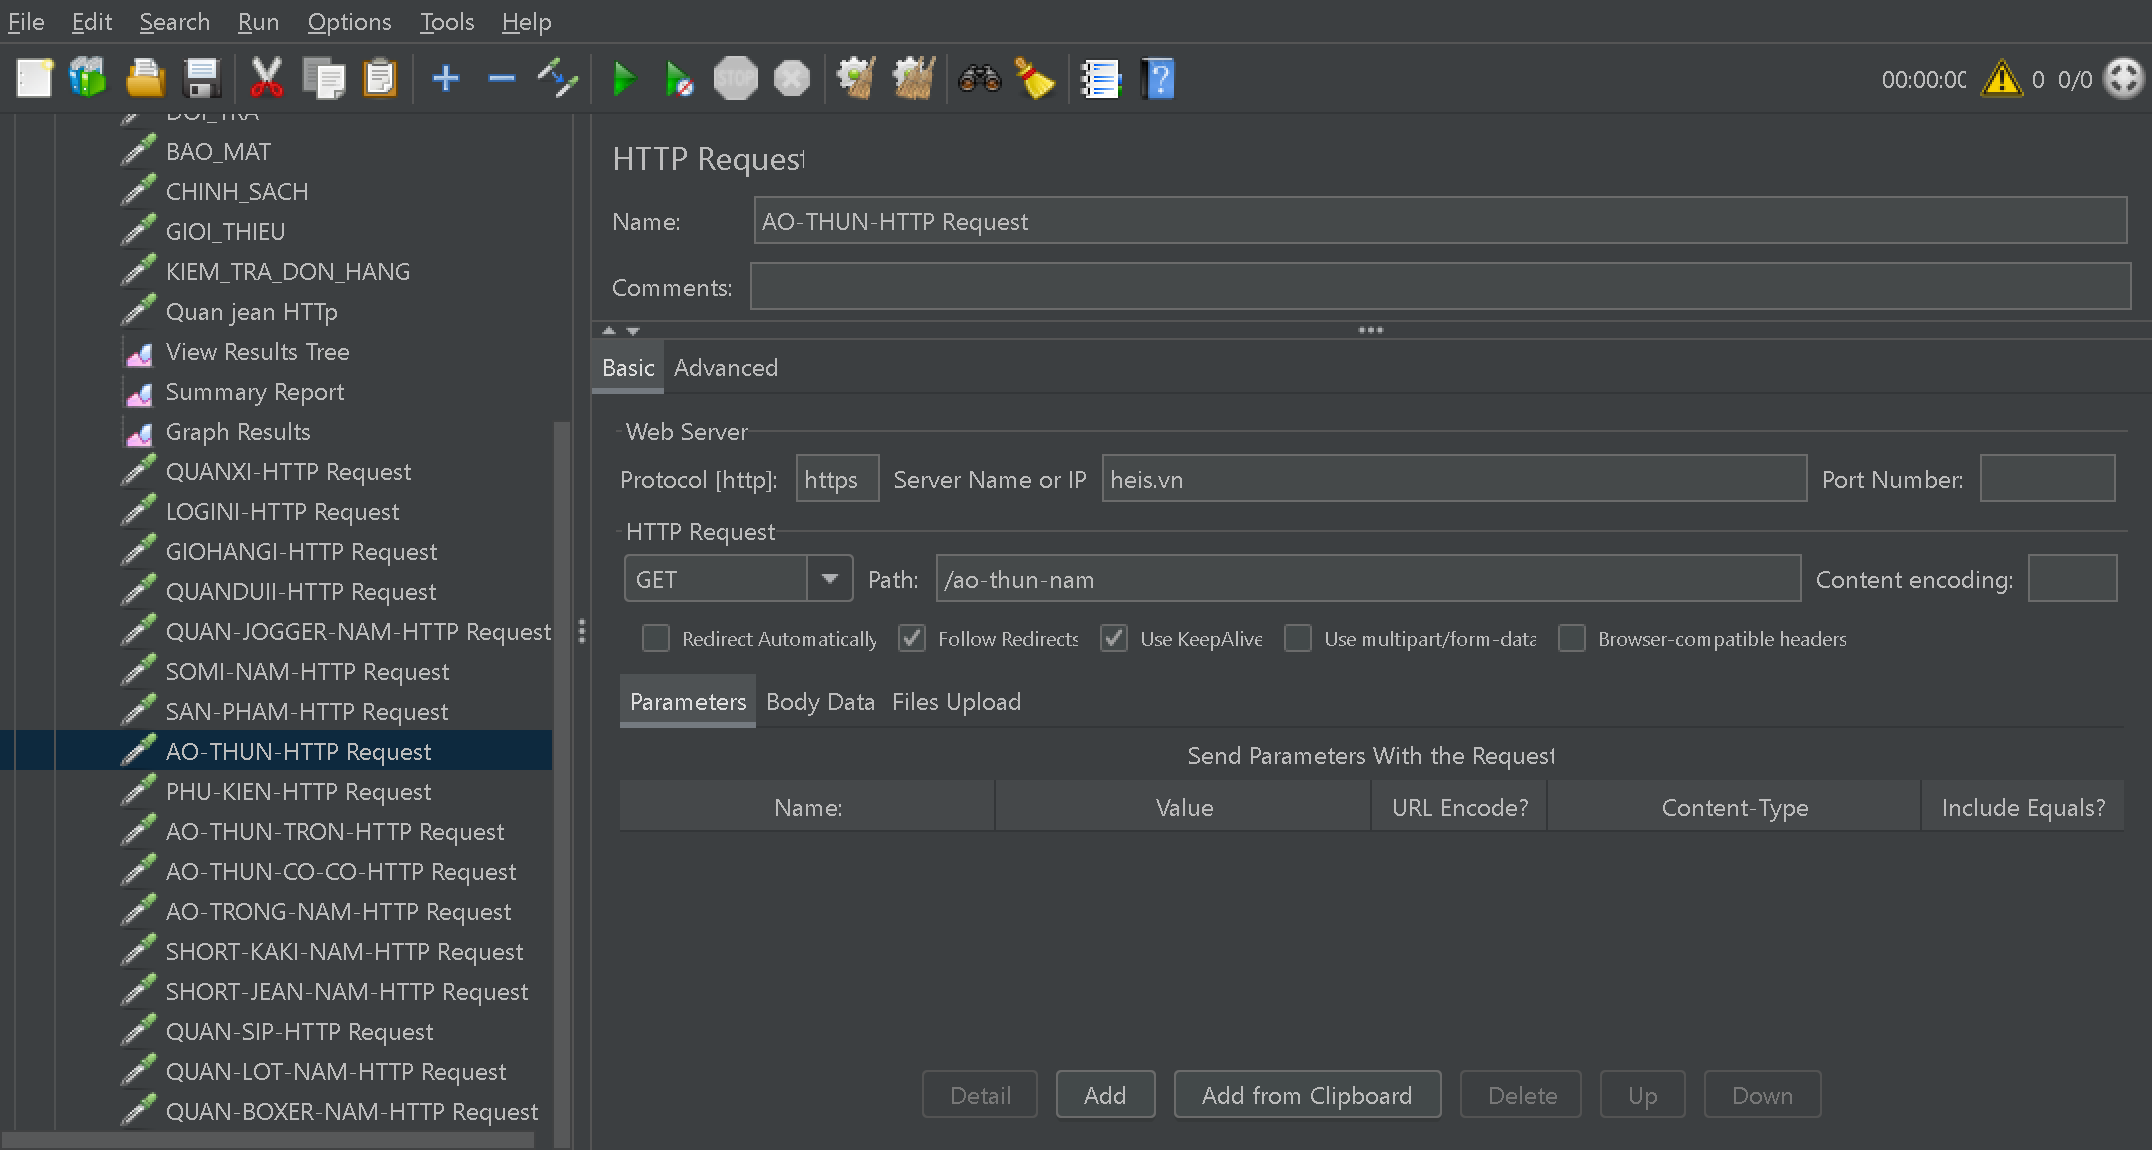 File Edit Search Run Options Tools Help
STOP
00:00:00 0 0/0
DOI_TRA
BAO_MAT
CHINH_SACH
GIOI_THIEU
KIEM_TRA_DON_HANG
Quan jean HTTp
View Results Tree
Summary Report
Graph Results
QUANXI-HTTP Request
LOGINI-HTTP Request
GIOHANGI-HTTP Request
QUANDUII-HTTP Request
QUAN-JOGGER-NAM-HTTP Request
SOMI-NAM-HTTP Request
SAN-PHAM-HTTP Request
AO-THUN-HTTP Request
PHU-KIEN-HTTP Request
AO-THUN-TRON-HTTP Request
AO-THUN-CO-CO-HTTP Request
AO-TRONG-NAM-HTTP Request
SHORT-KAKI-NAM-HTTP Request
SHORT-JEAN-NAM-HTTP Request
QUAN-SIP-HTTP Request
QUAN-LOT-NAM-HTTP Request
QUAN-BOXER-NAM-HTTP Request
HTTP Request
Name: AO-THUN-HTTP Request
Comments:
Basic Advanced
Web Server
Protocol [http]: https Server Name or IP heis.vn Port Number:
HTTP Request
GET Path: /ao-thun-nam Content encoding:
Redirect Automatically Follow Redirects Use KeepAlive Use multipart/form-data Browser-compatible headers
Parameters Body Data Files Upload
Send Parameters With the Request
Name: Value URL Encode? Content-Type Include Equals?
Detail Add Add from Clipboard Delete Up Down